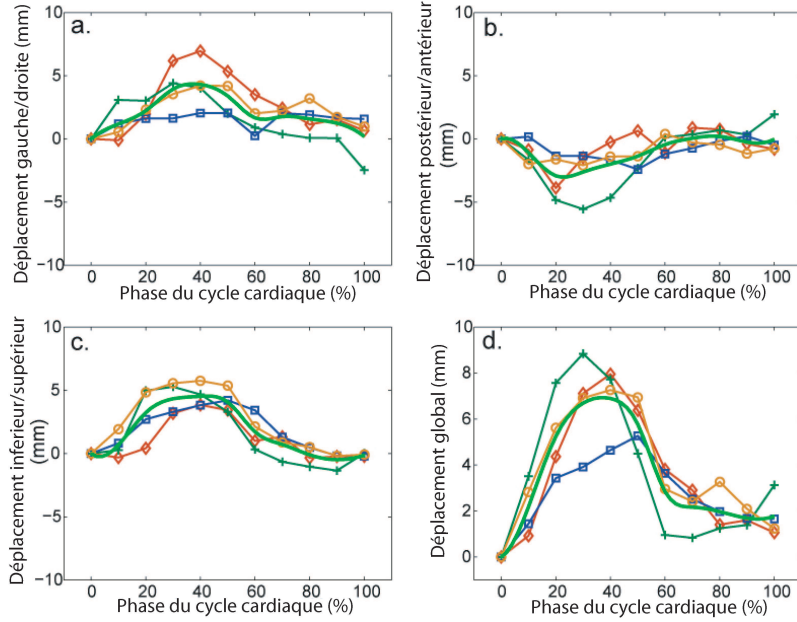 a.
Déplacement gauche/droite (mm)
10
5
0
−5
−10
0 20 40 60 80 100
Phase du cycle cardiaque (%)
b.
Déplacement postérieur/antérieur
(mm)
10
5
0
−5
−10
0 20 40 60 80 100
Phase du cycle cardiaque (%)
c.
Déplacement inferieur/supérieur
(mm)
10
5
0
−5
−10
0 20 40 60 80 100
Phase du cycle cardiaque (%)
d.
Déplacement global (mm)
10
8
6
4
2
0
0 20 40 60 80 100
Phase du cycle cardiaque (%)